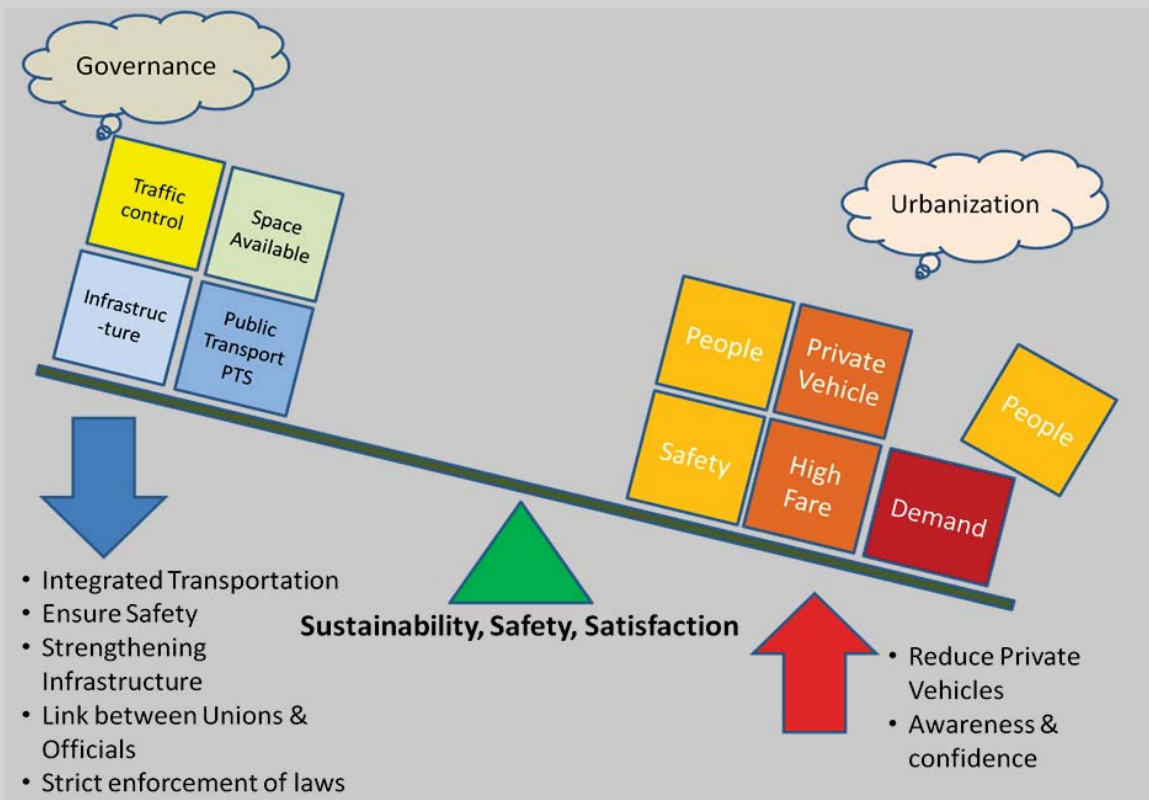 Governance
Traffic
control
Space
Available
Infrastruc
-ture
Public
Transport
PTS
Urbanization
People
Private
Vehicle
People
Safety
High
Fare
Demand
• Integrated Transportation
• Ensure Safety
• Strengthening
Infrastructure
• Link between Unions &
Officials
• Strict enforcement of laws
Sustainability, Safety, Satisfaction
• Reduce Private
Vehicles
• Awareness &
confidence